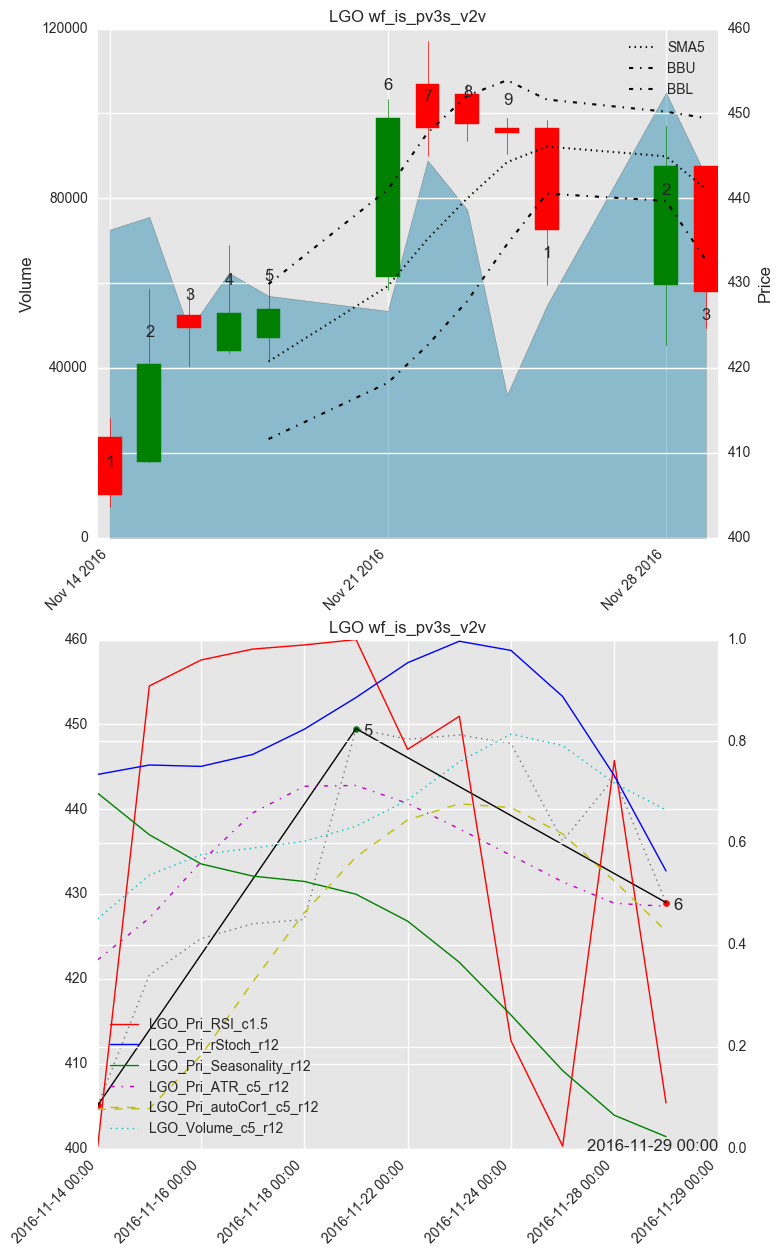 LGO wf_is_pv3s_v2v
120000
80000
40000
0
Volume
460
450
440
430
420
410
400
Price
SMA5
BBU
BBL
1
2
3
4
5
6
7
8
9
1
2
3
Nov 14 2016
Nov 21 2016
Nov 28 2016
LGO wf_is_pv3s_v2v
460
450
440
430
420
410
400
1.0
0.8
0.6
0.4
0.2
0.0
5
6
LGO_Pri_RSI_c1.5
LGO_Pri_rStoch_r12
LGO_Pri_Seasonality_r12
LGO_Pri_ATR_c5_r12
LGO_Pri_autoCor1_c5_r12
LGO_Volume_c5_r12
2016-11-29 00:00
2016-11-14 00:00
2016-11-16 00:00
2016-11-18 00:00
2016-11-22 00:00
2016-11-24 00:00
2016-11-28 00:00
2016-11-29 00:00